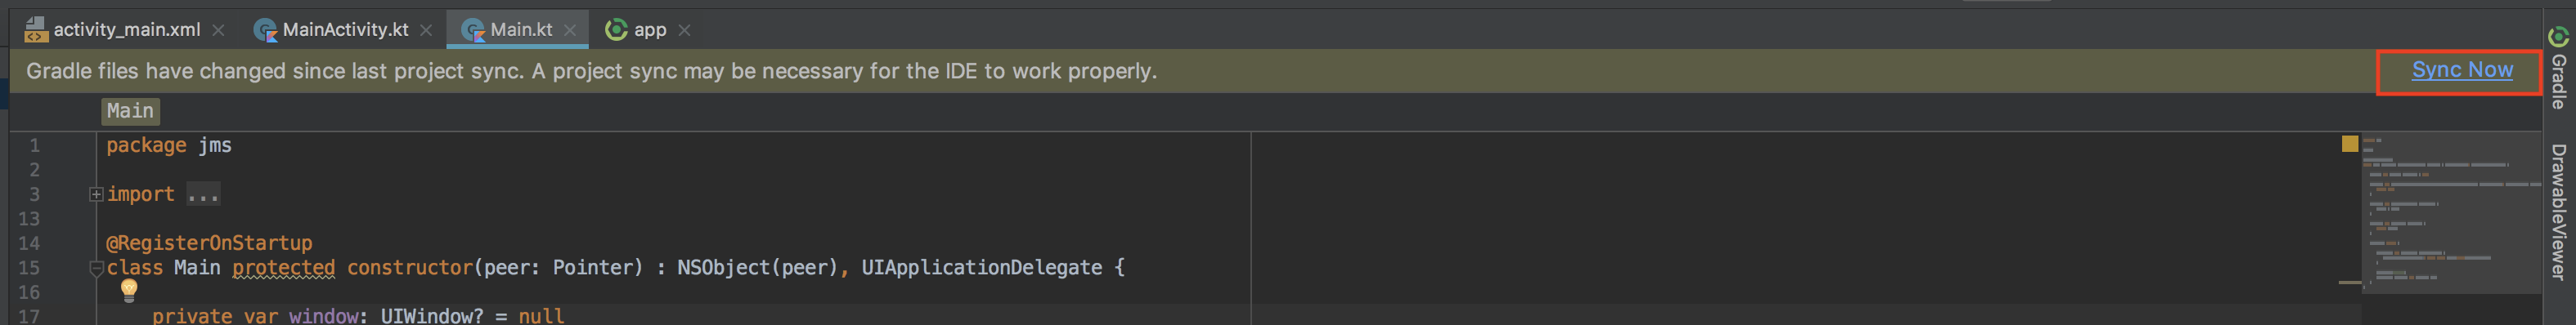 activity_main.xml MainActivity.kt Main.kt app
Gradle files have changed since last project sync. A project sync may be necessary for the IDE to work properly. Sync Now
Main
1 package jms
2
3 import ...
13
14 @RegisterOnStartup
15 class Main protected constructor(peer: Pointer) : NSObject(peer), UIApplicationDelegate {
16
17 private var window: UIWindow? = null
Gradle
DrawableViewer